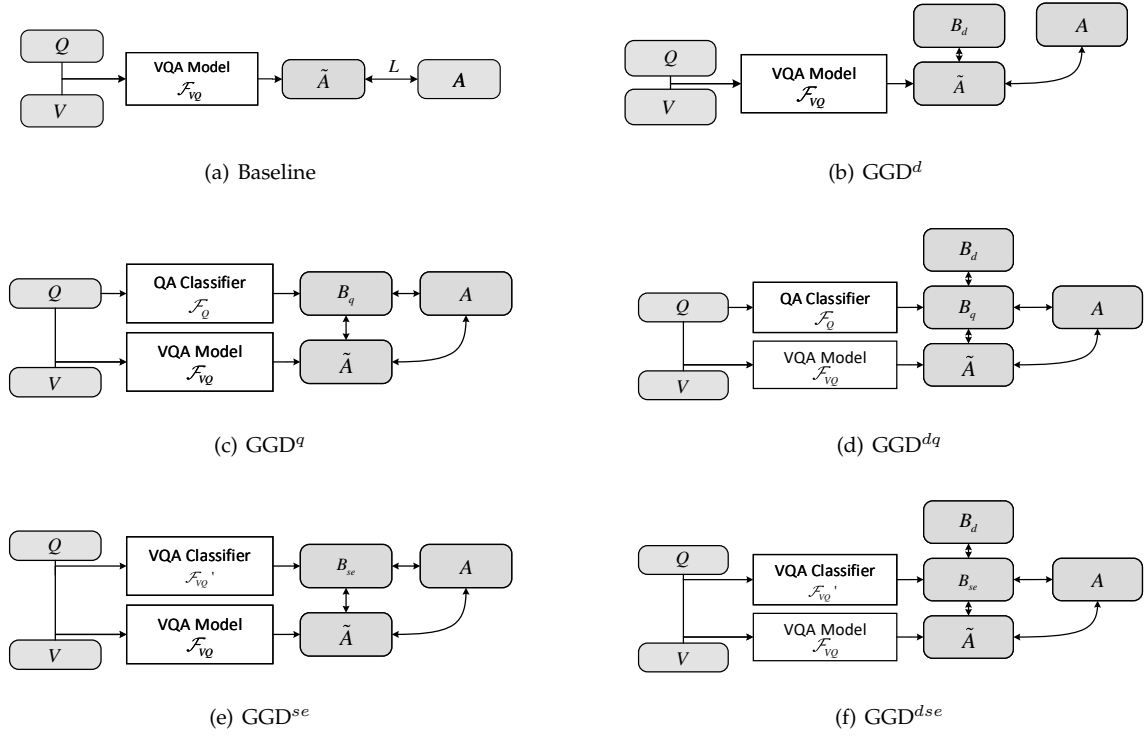 Q
VQA Model
F_VQ
V
Ã
L
A
(a) Baseline
Q
VQA Model
F_VQ
V
B_d
Ã
A
(b) GGD^d
Q
QA Classifier
F_Q
B_q
A
VQA Model
F_VQ
V
Ã
(c) GGD^q
B_d
Q
QA Classifier
F_Q
B_q
A
VQA Model
F_VQ
V
Ã
(d) GGD^dq
Q
VQA Classifier
F_VQ'
B_se
A
VQA Model
F_VQ
V
Ã
(e) GGD^se
B_d
Q
VQA Classifier
F_VQ'
B_se
A
VQA Model
F_VQ
V
Ã
(f) GGD^dse